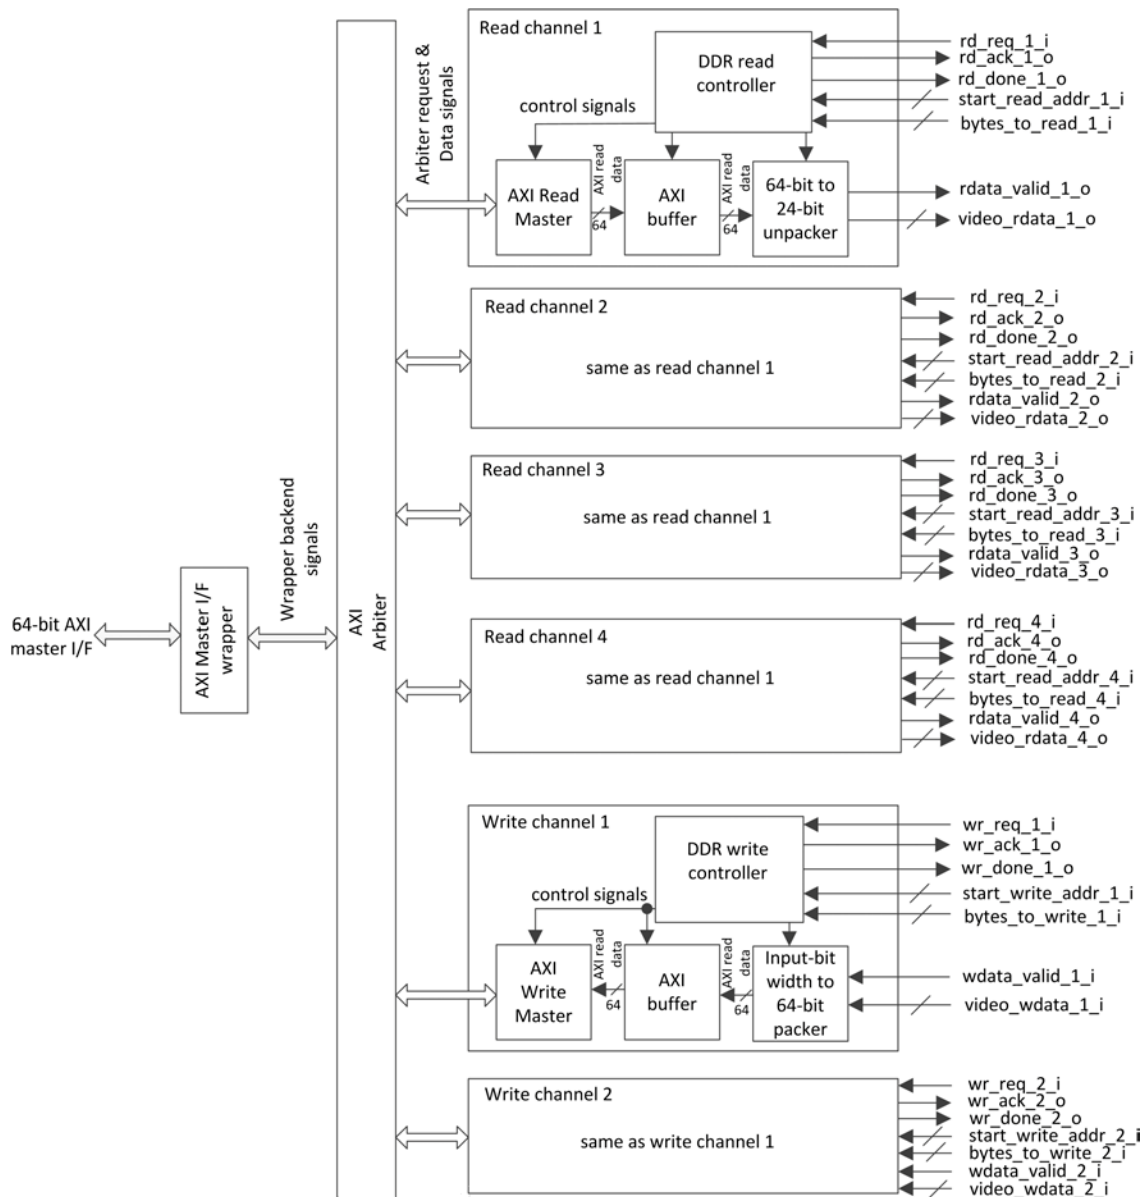 Read channel 1
Arbiter request &
Data signals
DDR read
controller
control signals
rd_req_1_i
rd_ack_1_o
rd_done_1_o
start_read_addr_1_i
bytes_to_read_1_i
AXI Read
Master
AXI read
data
64
AXI
buffer
AXI read
data
64
64-bit to
24-bit
unpacker
rdata_valid_1_o
video_rdata_1_o
Read channel 2
same as read channel 1
rd_req_2_i
rd_ack_2_o
rd_done_2_o
start_read_addr_2_i
bytes_to_read_2_i
rdata_valid_2_o
video_rdata_2_o
Read channel 3
same as read channel 1
rd_req_3_i
rd_ack_3_o
rd_done_3_o
start_read_addr_3_i
bytes_to_read_3_i
rdata_valid_3_o
video_rdata_3_o
64-bit AXI
master I/F
AXI Master I/F
wrapper
Wrapper backend
signals
AXI
Arbiter
Read channel 4
same as read channel 1
rd_req_4_i
rd_ack_4_o
rd_done_4_o
start_read_addr_4_i
bytes_to_read_4_i
rdata_valid_4_o
video_rdata_4_o
Write channel 1
DDR write
controller
control signals
wr_req_1_i
wr_ack_1_o
wr_done_1_o
start_write_addr_1_i
bytes_to_write_1_i
AXI
Write
Master
AXI read
data
64
AXI
buffer
AXI read
data
64
Input-bit
width to
64-bit
packer
wdata_valid_1_i
video_wdata_1_i
Write channel 2
same as write channel 1
wr_req_2_i
wr_ack_2_o
wr_done_2_o
start_write_addr_2_i
bytes_to_write_2_i
wdata_valid_2_i
video_wdata_2_i